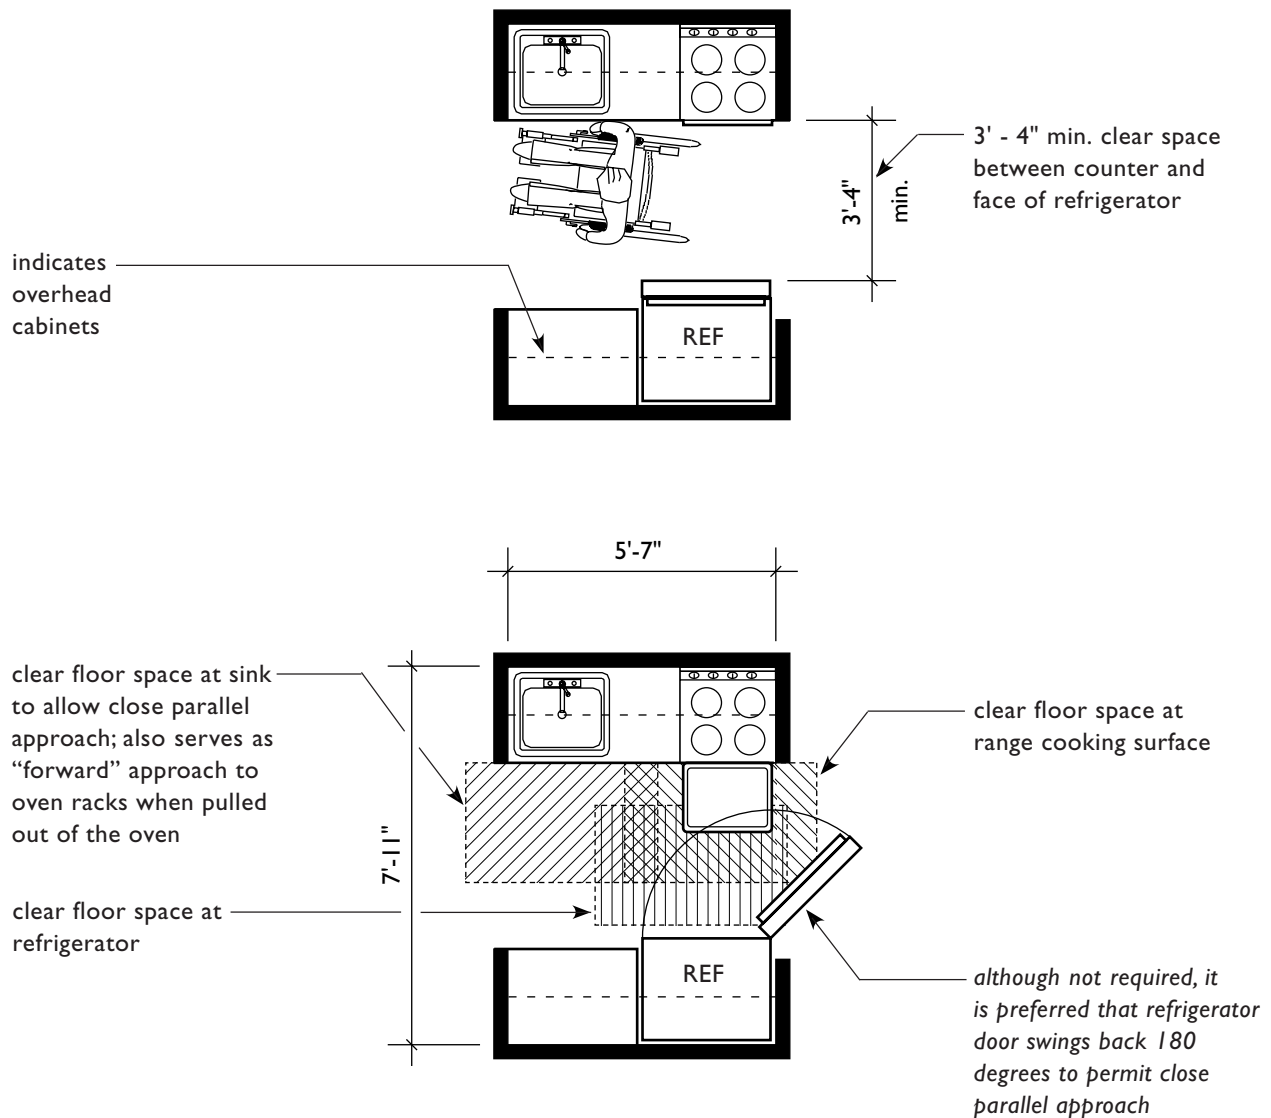 3' - 4" min. clear space
between counter and
face of refrigerator
3'-4"
min.
indicates
overhead
cabinets
REF
5'-7"
clear floor space at sink
to allow close parallel
approach; also serves as
“forward” approach to
oven racks when pulled
out of the oven
7'-11"
clear floor space at
range cooking surface
clear floor space at
refrigerator
REF
although not required, it
is preferred that refrigerator
door swings back 180
degrees to permit close
parallel approach